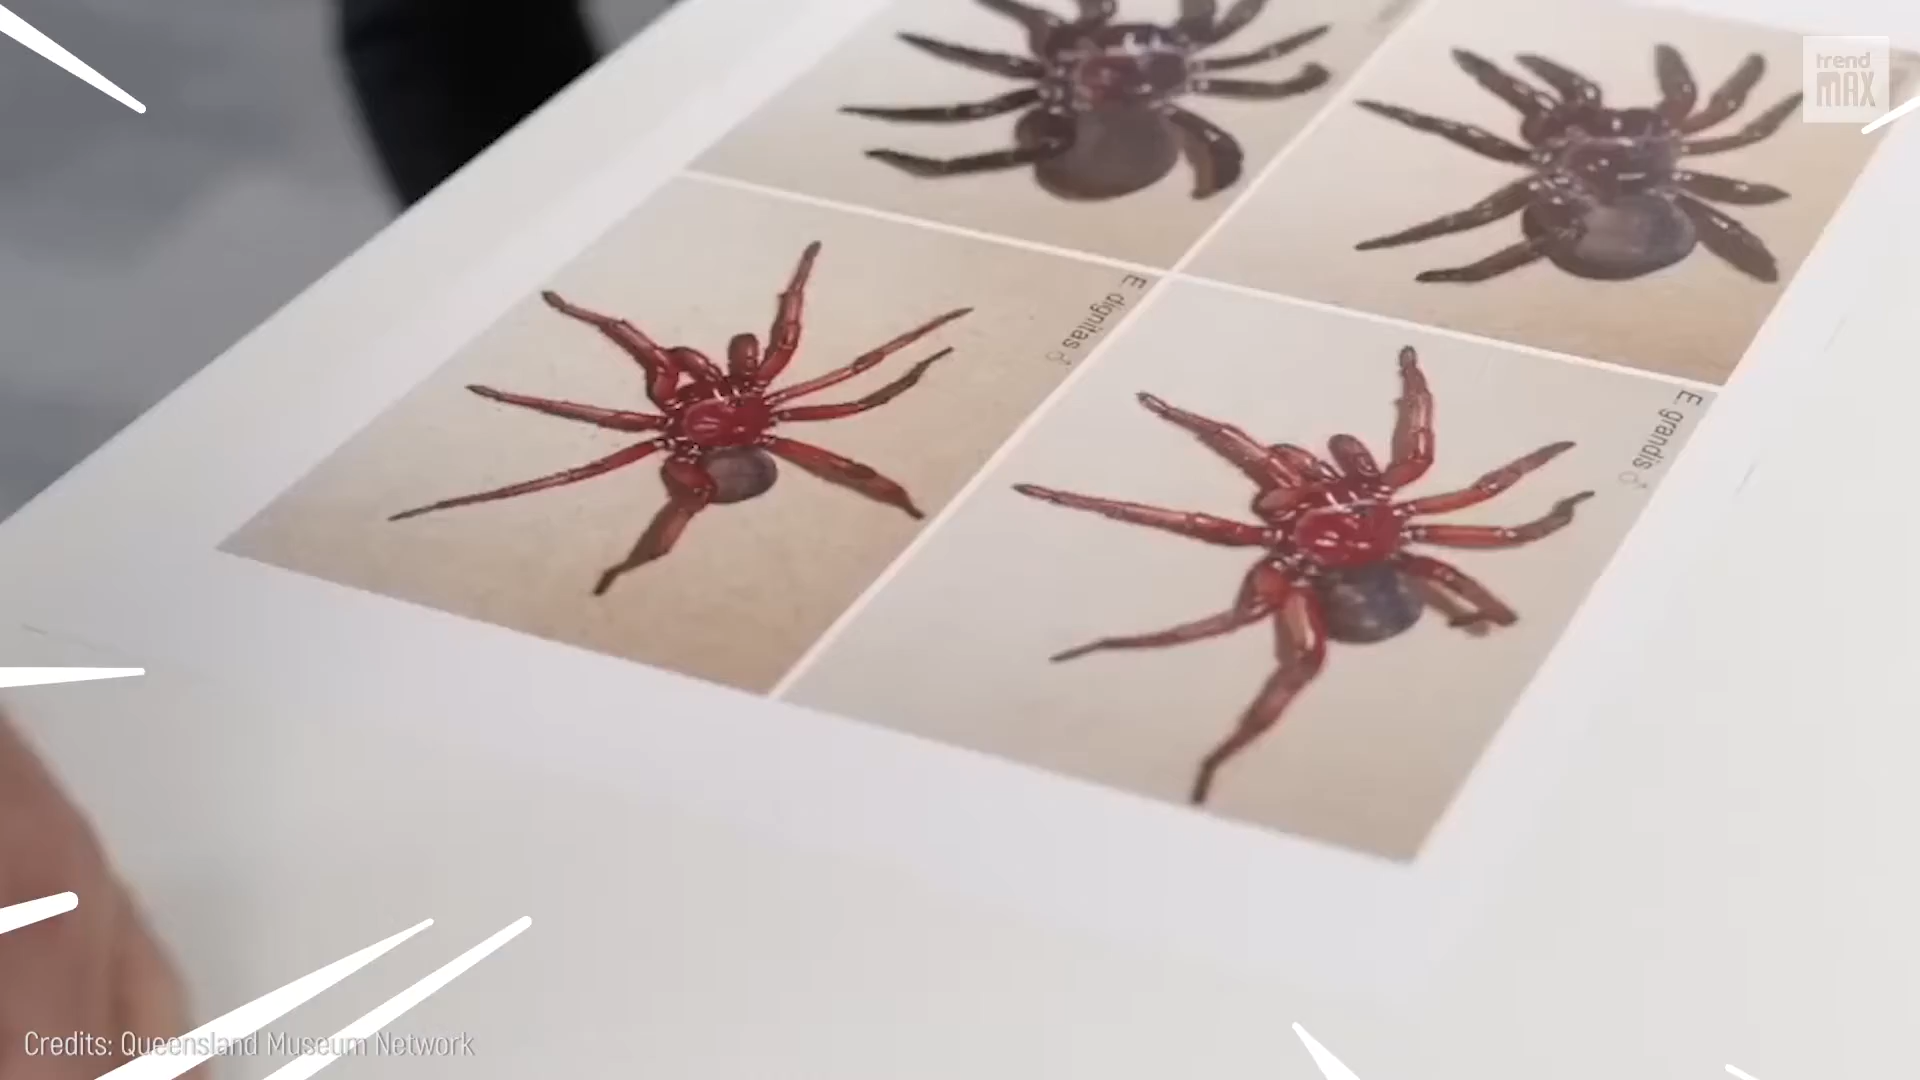 trend
MAX
E. dignitas ♂
E. grandis ♂
Credits: Queensland Museum Network